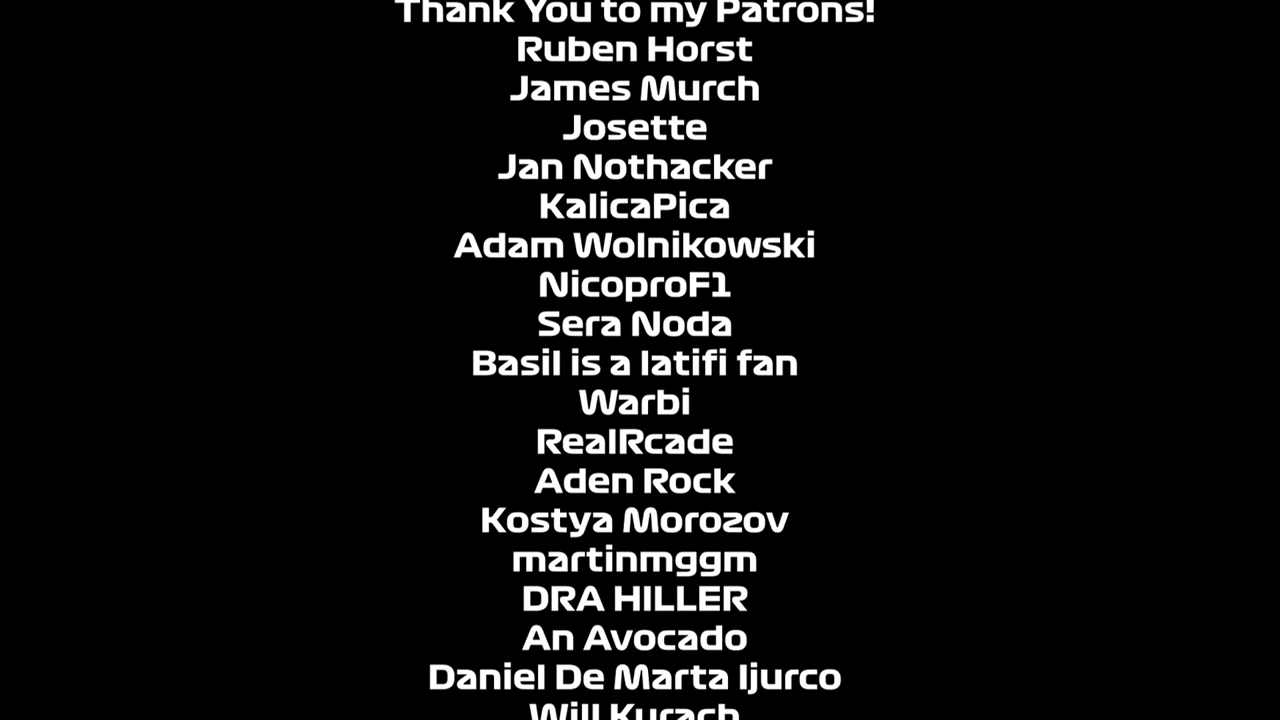 Thank You to my Patrons!
Ruben Horst
James Murch
Josette
Jan Nothacker
KalicaPica
Adam Wolnikowski
NicoproF1
Sera Noda
Basil is a latifi fan
Warbi
RealRcade
Aden Rock
Kostya Morozov
martinmggm
DRA HILLER
An Avocado
Daniel De Marta Ijurco
Will Kurach